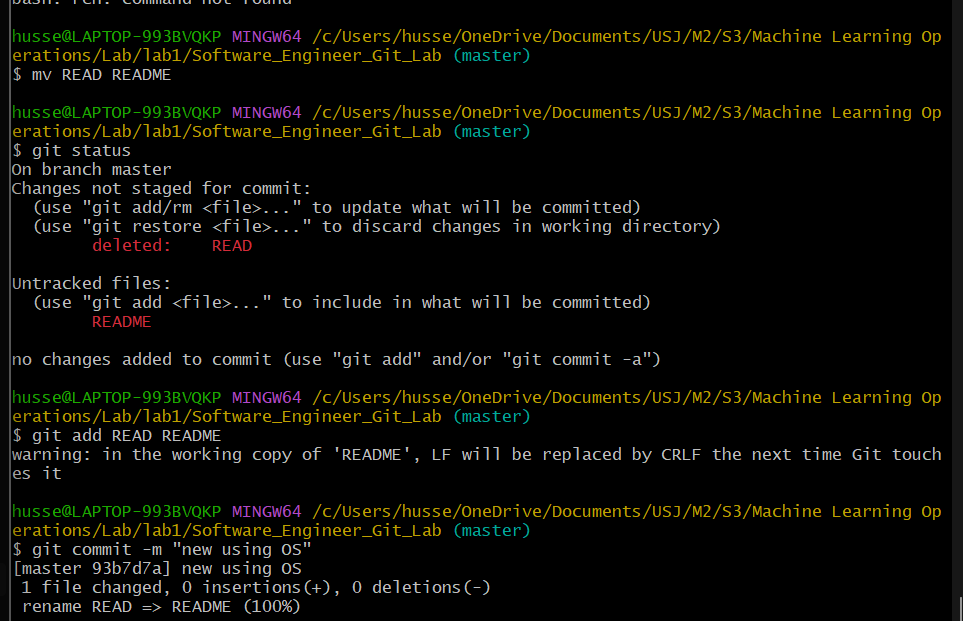 bash: ren: command not found

husse@LAPTOP-993BVQKP MINGW64 /c/Users/husse/OneDrive/Documents/USJ/M2/S3/Machine Learning Op
erations/Lab/lab1/Software_Engineer_Git_Lab (master)
$ mv READ README

husse@LAPTOP-993BVQKP MINGW64 /c/Users/husse/OneDrive/Documents/USJ/M2/S3/Machine Learning Op
erations/Lab/lab1/Software_Engineer_Git_Lab (master)
$ git status
On branch master
Changes not staged for commit:
  (use "git add/rm <file>..." to update what will be committed)
  (use "git restore <file>..." to discard changes in working directory)
        deleted:    READ

Untracked files:
  (use "git add <file>..." to include in what will be committed)
        README

no changes added to commit (use "git add" and/or "git commit -a")

husse@LAPTOP-993BVQKP MINGW64 /c/Users/husse/OneDrive/Documents/USJ/M2/S3/Machine Learning Op
erations/Lab/lab1/Software_Engineer_Git_Lab (master)
$ git add READ README
warning: in the working copy of 'README', LF will be replaced by CRLF the next time Git touch
es it

husse@LAPTOP-993BVQKP MINGW64 /c/Users/husse/OneDrive/Documents/USJ/M2/S3/Machine Learning Op
erations/Lab/lab1/Software_Engineer_Git_Lab (master)
$ git commit -m "new using OS"
[master 93b7d7a] new using OS
 1 file changed, 0 insertions(+), 0 deletions(-)
 rename READ => README (100%)